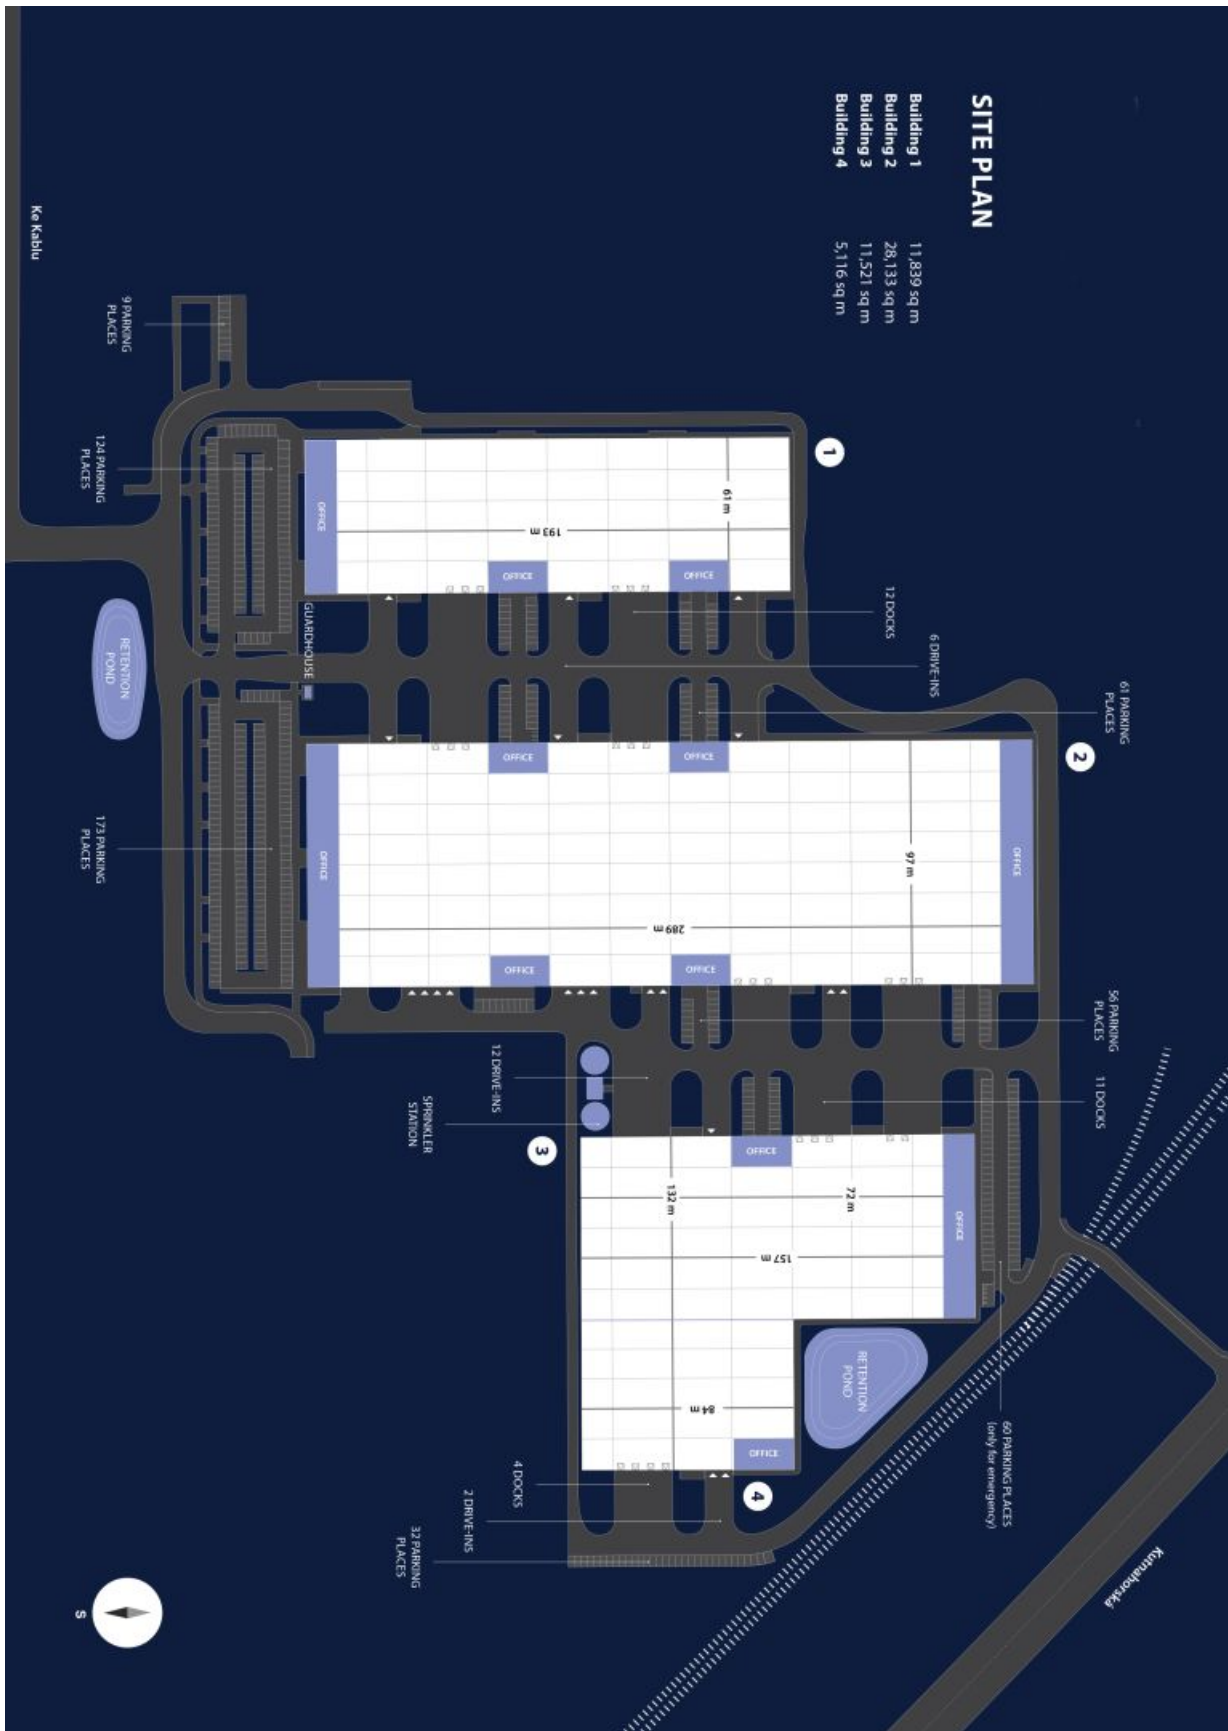 SITE PLAN
Building 1 11,839 sq m
Building 2 28,133 sq m
Building 3 11,521 sq m
Building 4 5,116 sq m
61 PARKING
PLACES
6 DRIVE-INS
12 DOCKS
1
2
61 m
193 m
OFFICE
OFFICE
OFFICE
GUARDHOUSE
OFFICE
OFFICE
OFFICE
OFFICE
97 m
289 m
OFFICE
OFFICE
9 PARKING
PLACES
124 PARKING
PLACES
RETENTION
POND
173 PARKING
PLACES
Ke Kablu
56 PARKING
PLACES
11 DOCKS
12 DRIVE-INS
SPRINKLER
STATION
3
OFFICE
OFFICE
132 m
72 m
157 m
84 m
RETENTION
POND
OFFICE
4
60 PARKING PLACES
(only for emergency)
4 DOCKS
2 DRIVE-INS
32 PARKING
PLACES
Kutnahorská
S